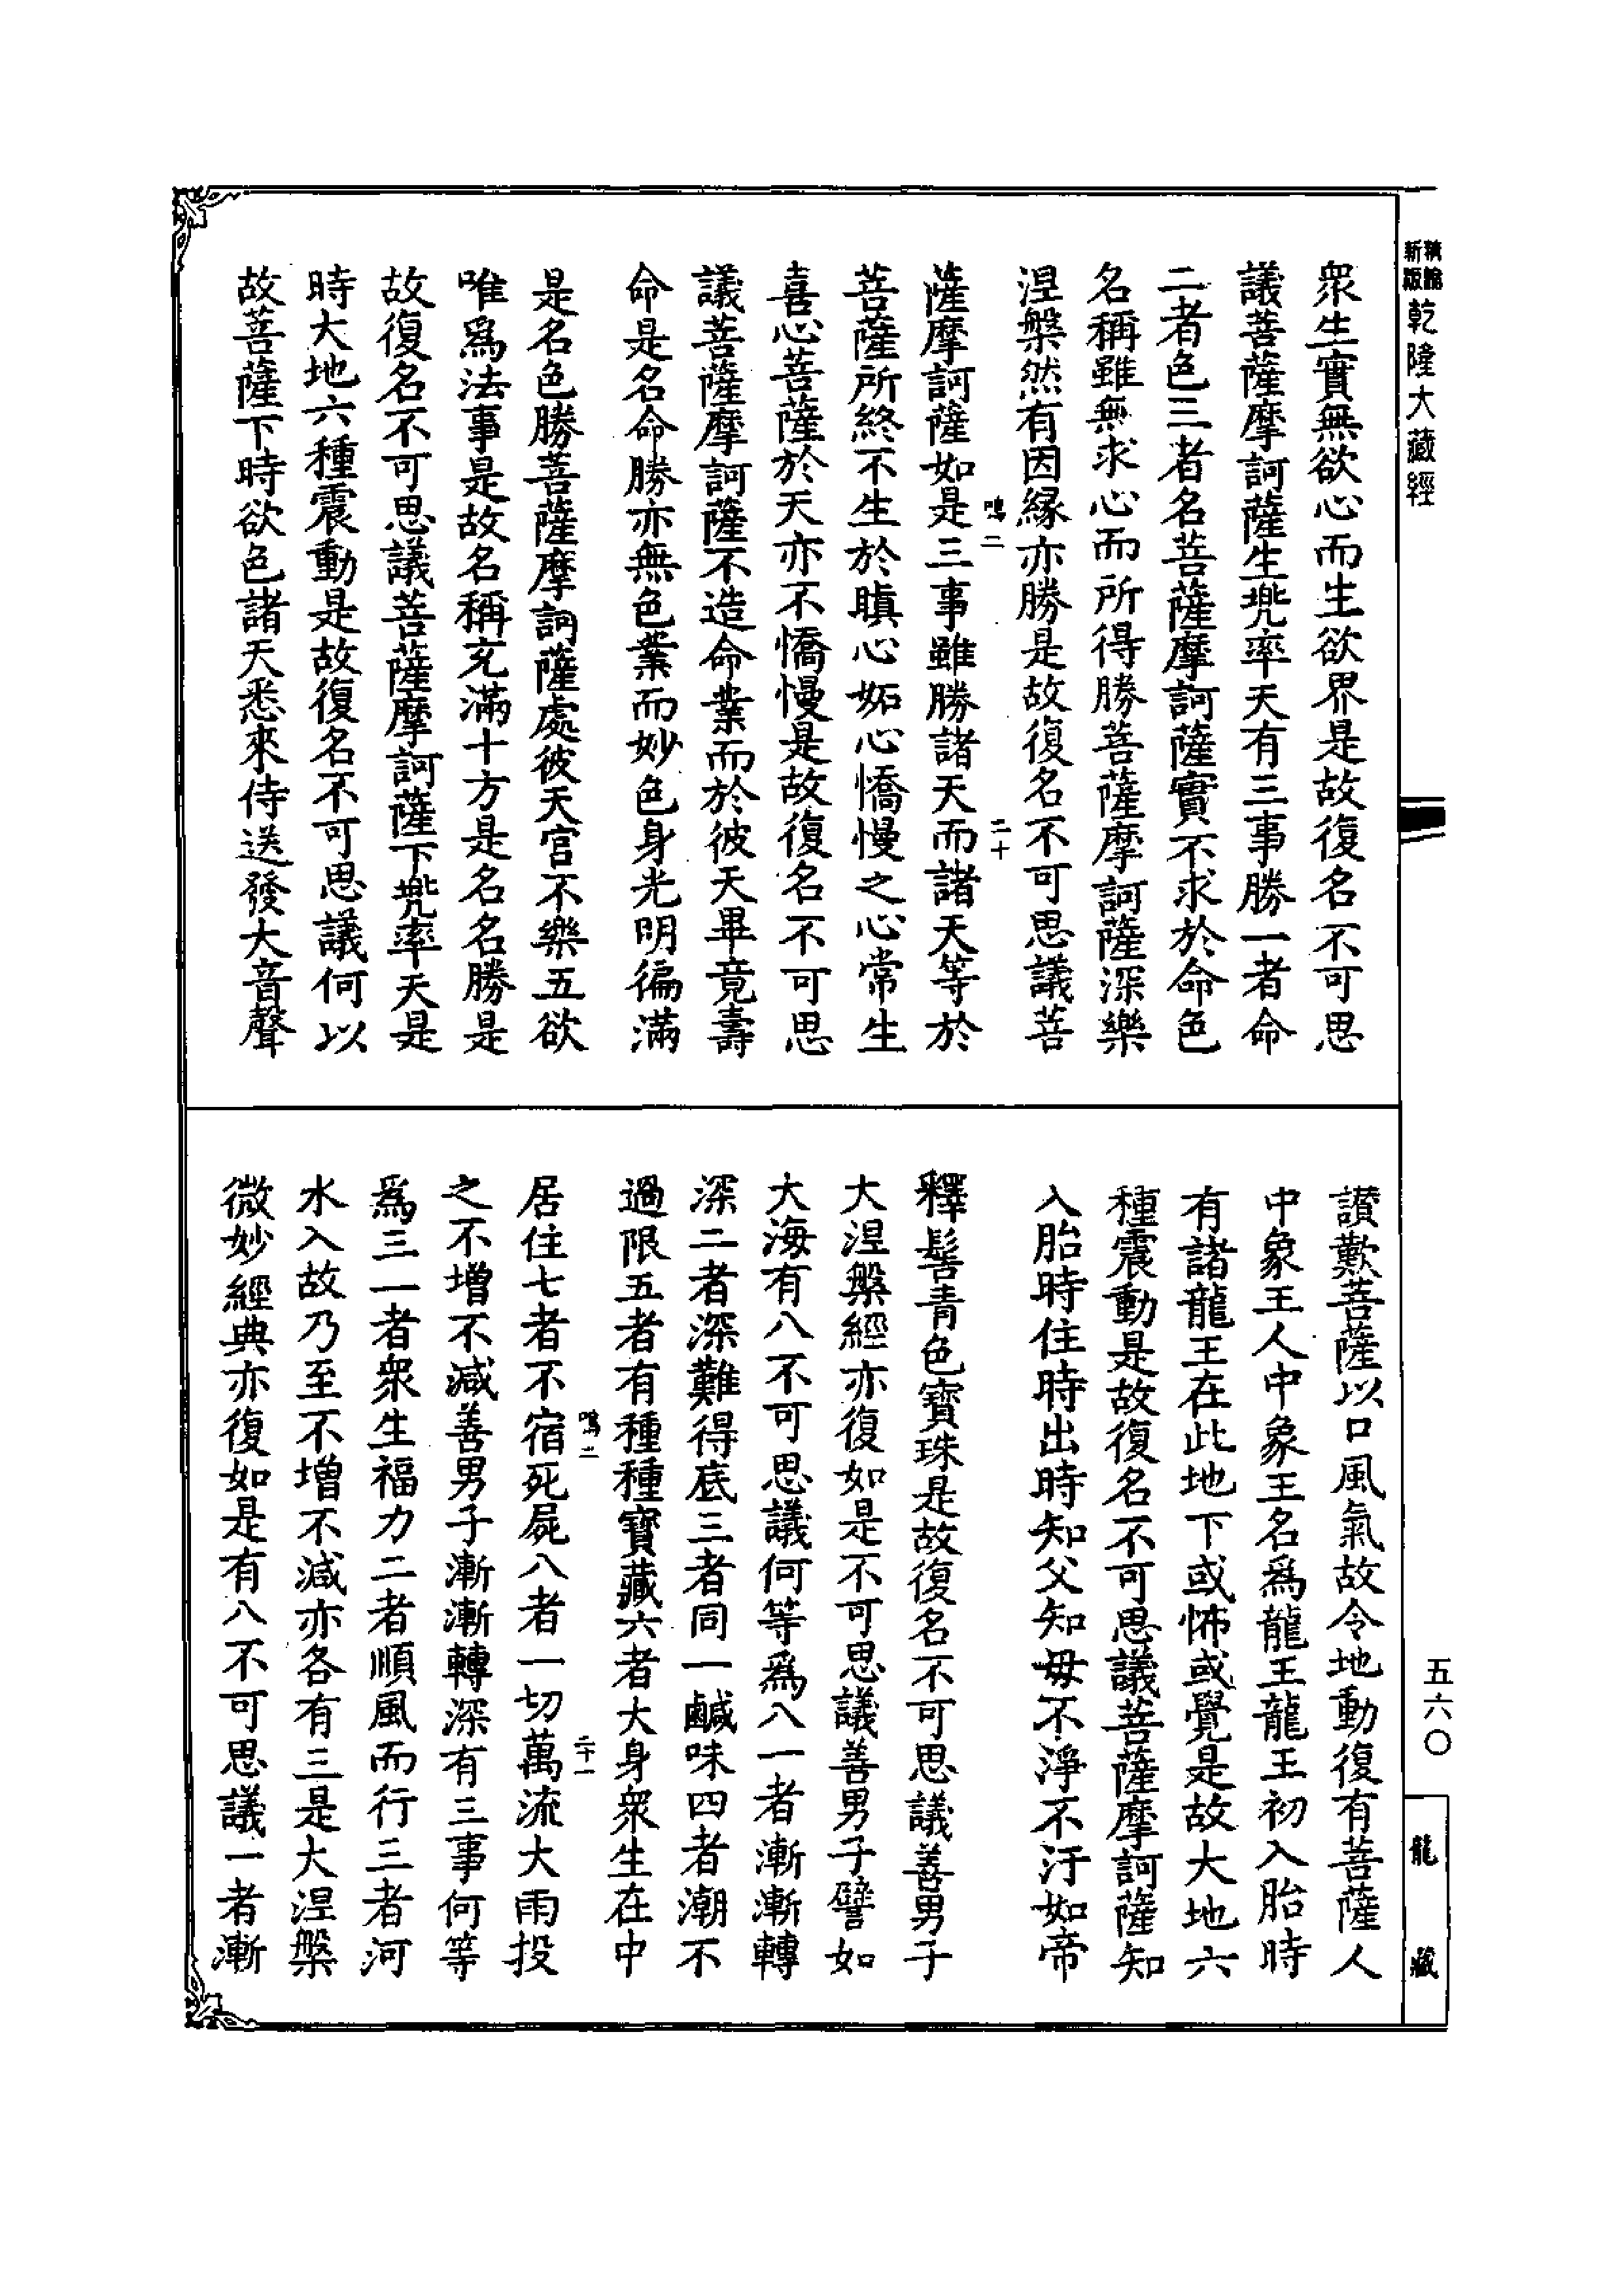 精縮新版乾隆大藏經
衆生實無欲心而生欲界是故復名不可思
議菩薩摩訶薩生兠率天有三事勝一者命
二者色三者名菩薩摩訶薩實不求於命色
名稱雖無求心而所得勝菩薩摩訶薩深樂
涅槃然有因緣亦勝是故復名不可思議菩
鳴二 二十
薩摩訶薩如是三事雖勝諸天而諸天等於
菩薩所終不生於瞋心妬心憍慢之心常生
喜心菩薩於天亦不憍慢是故復名不可思
議菩薩摩訶薩不造命業而於彼天畢竟壽
命是名命勝亦無色業而妙色身光明徧滿
是名色勝菩薩摩訶薩處彼天宫不樂五欲
唯爲法事是故名稱充滿十方是名名勝是
故復名不可思議菩薩摩訶薩下兠率天是
時大地六種震動是故復名不可思議何以
故菩薩下時欲色諸天悉來侍送發大音聲
讃歎菩薩以口風氣故令地動復有菩薩人
中象王人中象王名爲龍王龍王初入胎時
有諸龍王在此地下或怖或覺是故大地六
種震動是故復名不可思議菩薩摩訶薩知
入胎時住時出時知父知母不淨不汙如帝
釋髻青色寶珠是故復名不可思議善男子
大涅槃經亦復如是不可思議善男子譬如
大海有八不可思議何等爲八一者漸漸轉
深二者深難得底三者同一鹹味四者潮不
過限五者有種種寶藏六者大身衆生在中
鳴二 二十一
居住七者不宿死屍八者一切萬流大雨投
之不增不減善男子漸漸轉深有三事何等
爲三一者衆生福力二者順風而行三者河
水入故乃至不增不減亦各有三是大涅槃
微妙經典亦復如是有八不可思議一者漸
五六〇
龍藏